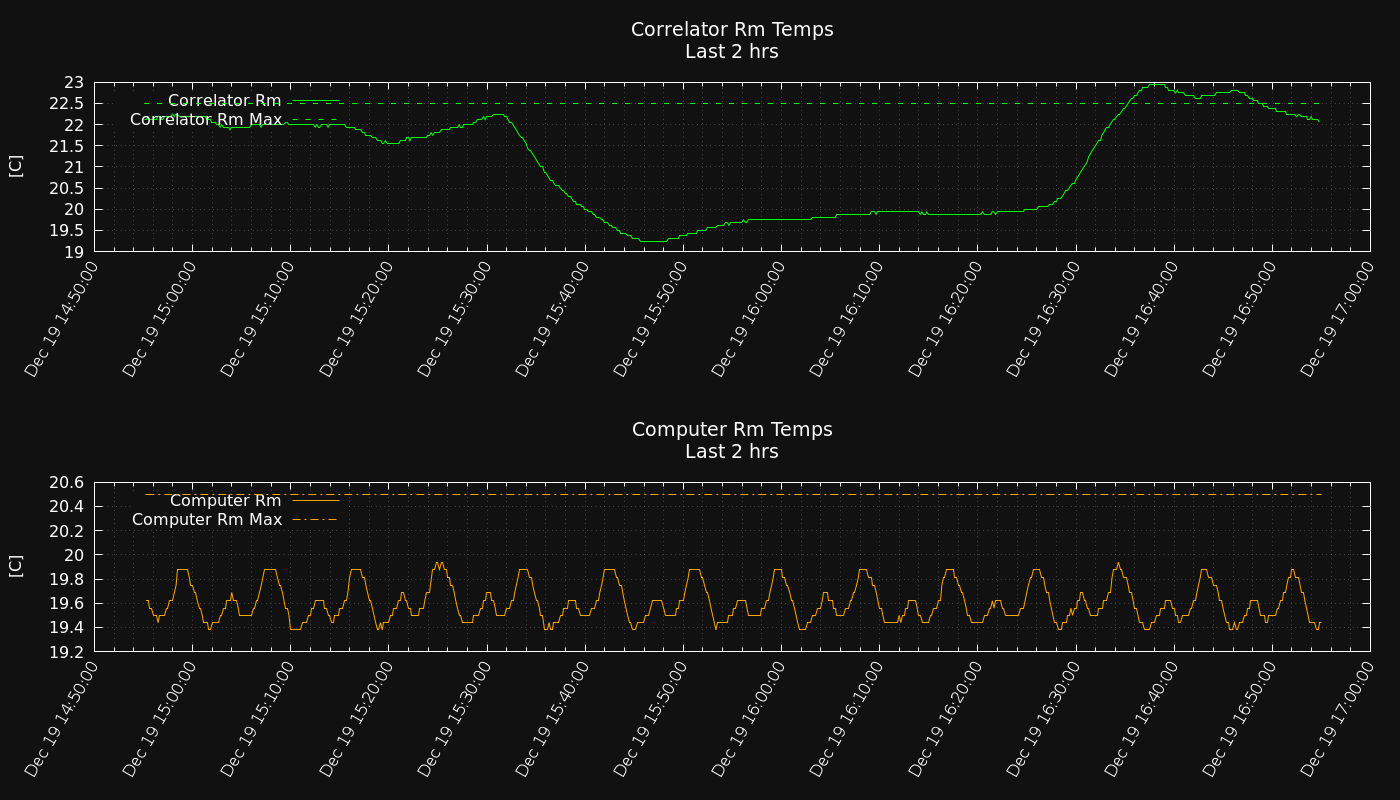 Correlator Rm Temps
Last 2 hrs
[C]
23
22.5
22
21.5
21
20.5
20
19.5
19
Correlator Rm
Correlator Rm Max
Dec 19 14:50:00
Dec 19 15:00:00
Dec 19 15:10:00
Dec 19 15:20:00
Dec 19 15:30:00
Dec 19 15:40:00
Dec 19 15:50:00
Dec 19 16:00:00
Dec 19 16:10:00
Dec 19 16:20:00
Dec 19 16:30:00
Dec 19 16:40:00
Dec 19 16:50:00
Dec 19 17:00:00
Computer Rm Temps
Last 2 hrs
[C]
20.6
20.4
20.2
20
19.8
19.6
19.4
19.2
Computer Rm
Computer Rm Max
Dec 19 14:50:00
Dec 19 15:00:00
Dec 19 15:10:00
Dec 19 15:20:00
Dec 19 15:30:00
Dec 19 15:40:00
Dec 19 15:50:00
Dec 19 16:00:00
Dec 19 16:10:00
Dec 19 16:20:00
Dec 19 16:30:00
Dec 19 16:40:00
Dec 19 16:50:00
Dec 19 17:00:00